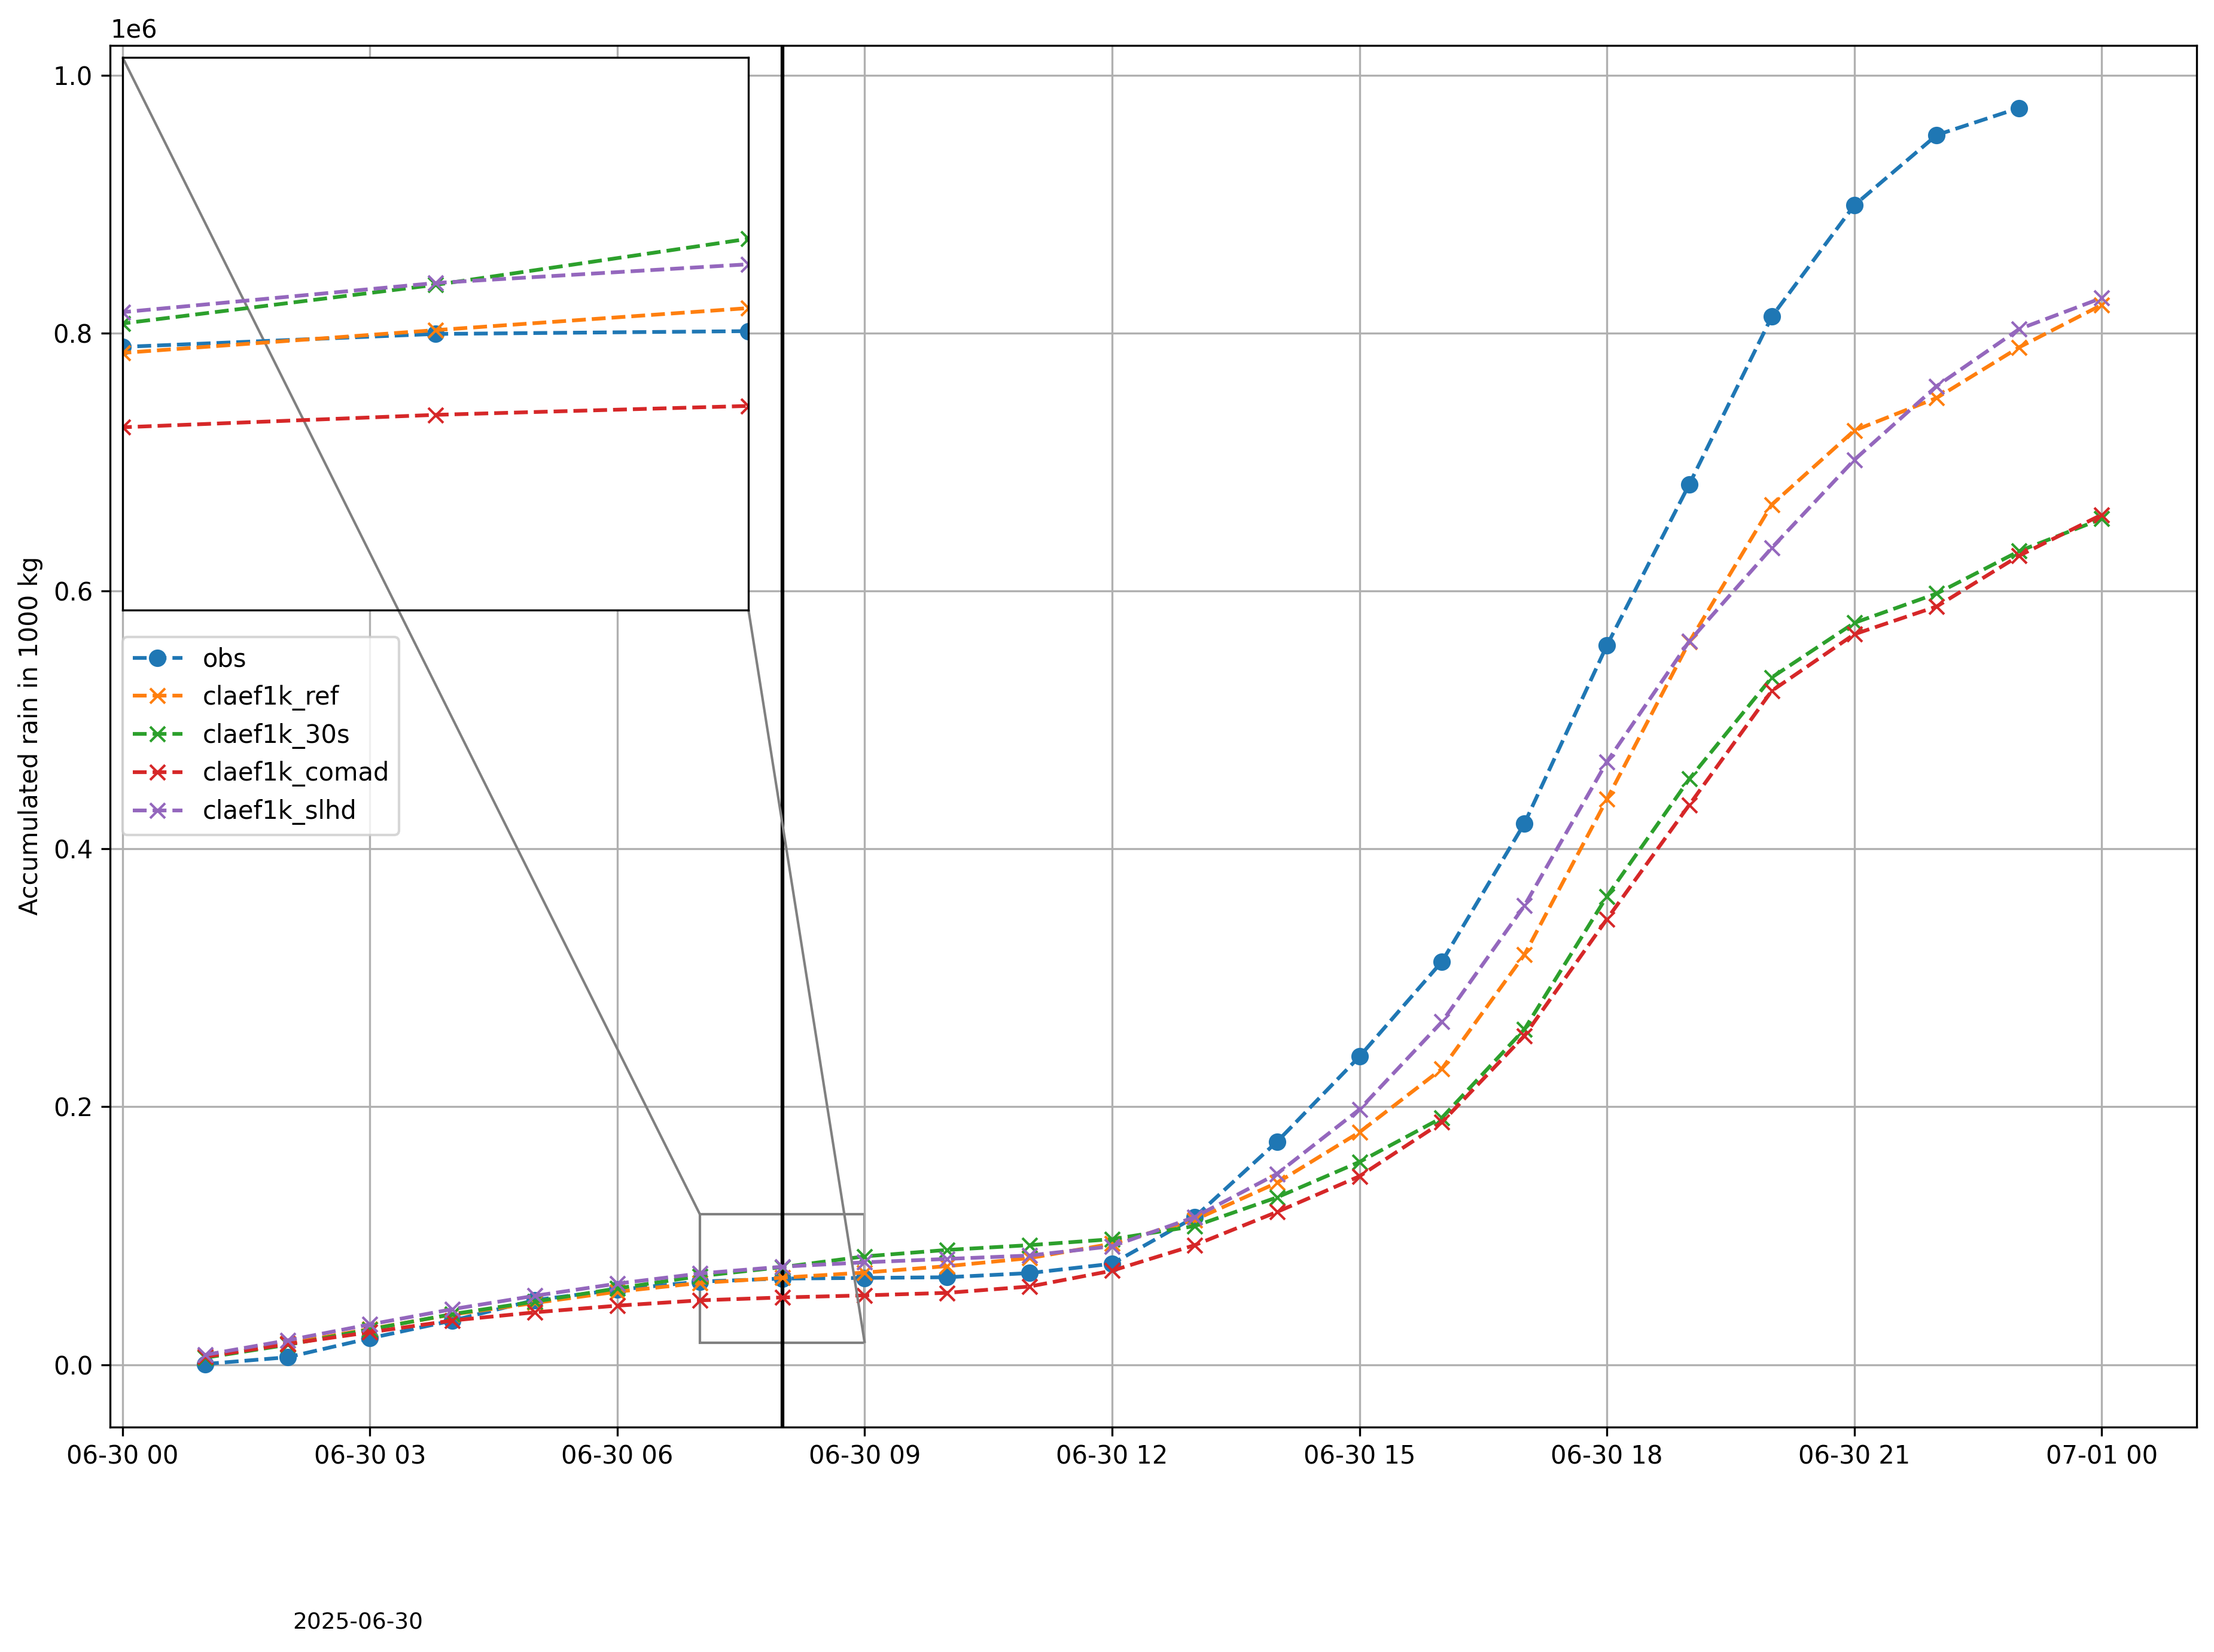 1e6
1.0
0.8
0.6
0.4
0.2
0.0
Accumulated rain in 1000 kg
obs
claef1k_ref
claef1k_30s
claef1k_comad
claef1k_slhd
06-30 00 06-30 03 06-30 06 06-30 09 06-30 12 06-30 15 06-30 18 06-30 21 07-01 00
2025-06-30